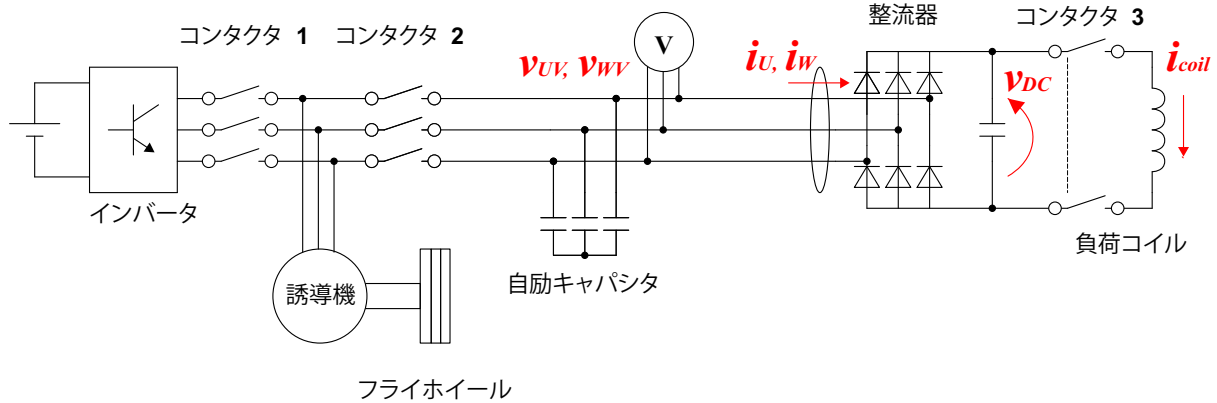 整流器
コンタクタ 3
コンタクタ 1
コンタクタ 2
V
vUV, vWV
iU, iW
vDC
icoil
インバータ
誘導機
自励キャパシタ
負荷コイル
フライホイール